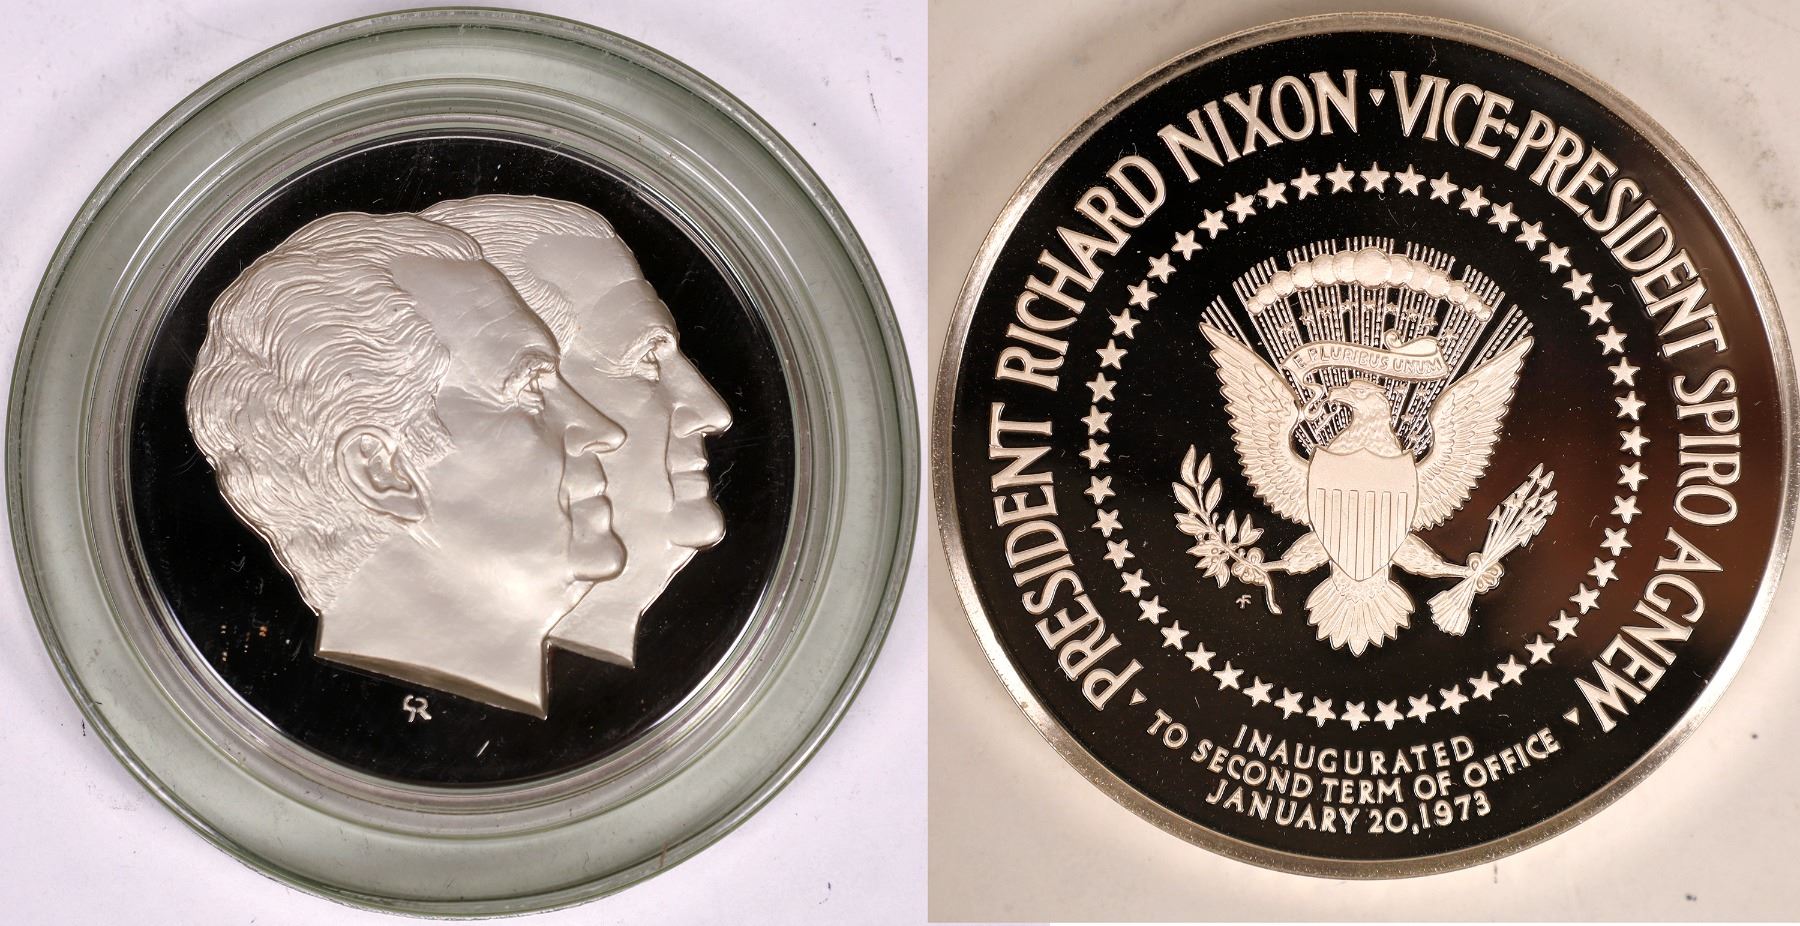 PRESIDENT RICHARD NIXON · VICE-PRESIDENT SPIRO AGNEW
E PLURIBUS UNUM
INAUGURATED
TO SECOND TERM OF OFFICE
JANUARY 20, 1973